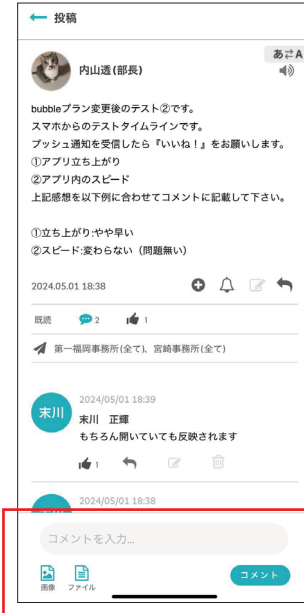 投稿
内山透(部長)
あ⇄A
bubbleプラン変更後のテスト②です。
スマホからのテストタイムラインです。
プッシュ通知を受信したら『いいね！』をお願いします。
①アプリ立ち上がり
②アプリ内のスピード
上記感想を以下例に合わせてコメントに記載して下さい。
①立ち上がり:やや早い
②スピード:変わらない（問題無い）
2024.05.01 18:38
既読 2 1
第一福岡事務所(全て)、宮崎事務所(全て)
末川
2024/05/01 18:39
末川　正輝
もちろん開いていても反映されます
1
2024/05/01 18:38
コメントを入力...
画像 ファイル
コメント